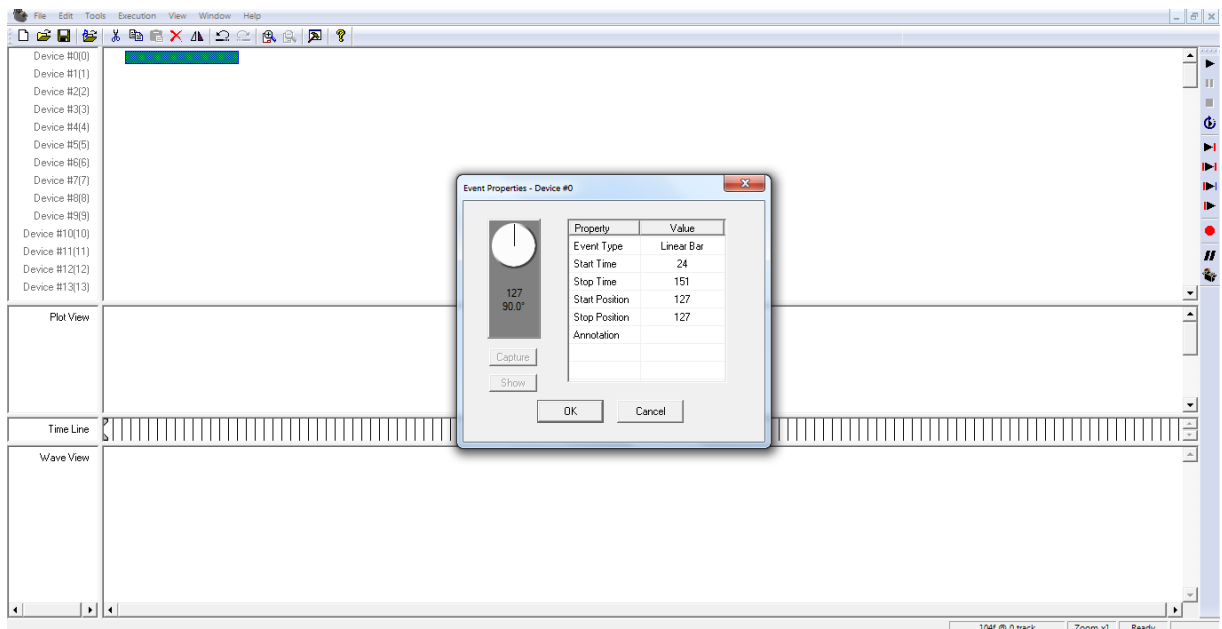 File Edit Tools Execution View Window Help
Device #0(0)
Device #1(1)
Device #2(2)
Device #3(3)
Device #4(4)
Device #5(5)
Device #6(6)
Device #7(7)
Device #8(8)
Device #9(9)
Device #10(10)
Device #11(11)
Device #12(12)
Device #13(13)
Event Properties - Device #0
Property Value
Event Type Linear Bar
Start Time 24
Stop Time 151
Start Position 127
Stop Position 127
Annotation
127
90.0°
Capture
Show
OK Cancel
Plot View
Time Line
Wave View
104f @ 0 track Zoom x1 Ready